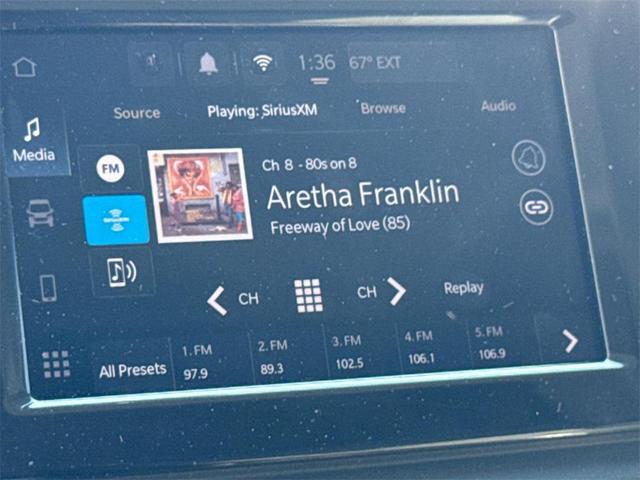 1:36 67° EXT
Source Playing: SiriusXM Browse Audio
Media
FM
Ch 8 - 80s on 8
Aretha Franklin
Freeway of Love (85)
SiriusXM
CH CH Replay
All Presets
1. FM 2. FM 3. FM 4. FM 5. FM
97.9 89.3 102.5 106.1 106.9